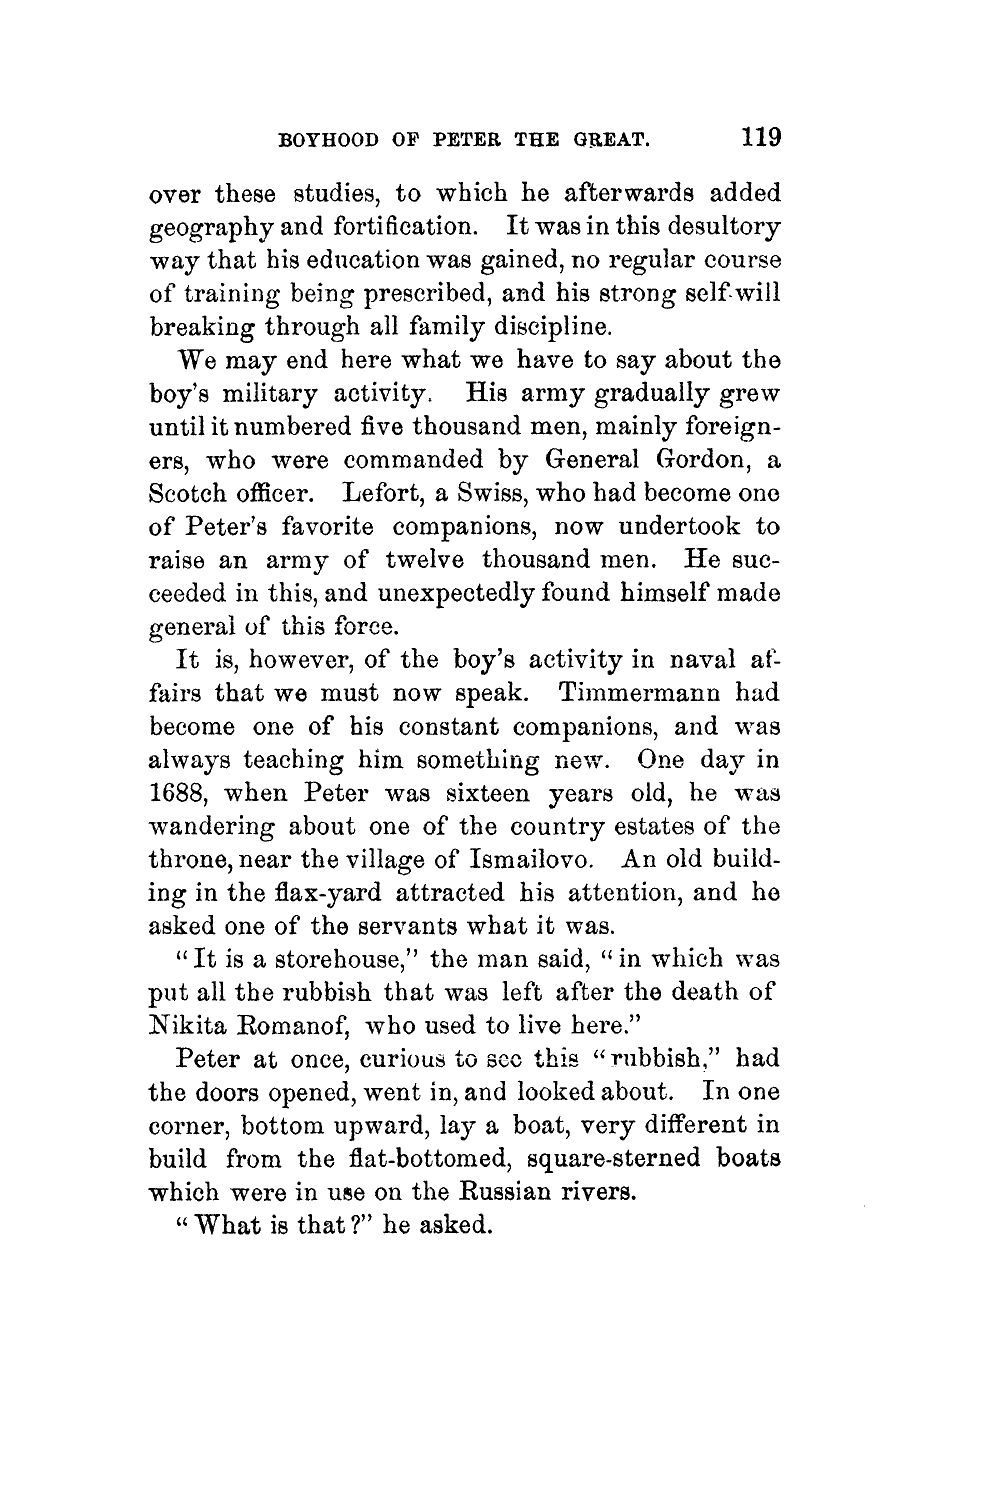 BOYHOOD OF PETER THE GREAT. 119
over these studies, to which he afterwards added
geography and fortification. It was in this desultory
way that his education was gained, no regular course
of training being prescribed, and his strong self-will
breaking through all family discipline.
We may end here what we have to say about the
boy's military activity. His army gradually grew
until it numbered five thousand men, mainly foreign-
ers, who were commanded by General Gordon, a
Scotch officer. Lefort, a Swiss, who had become one
of Peter's favorite companions, now undertook to
raise an army of twelve thousand men. He suc-
ceeded in this, and unexpectedly found himself made
general of this force.
It is, however, of the boy's activity in naval af-
fairs that we must now speak. Timmermann had
become one of his constant companions, and was
always teaching him something new. One day in
1688, when Peter was sixteen years old, he was
wandering about one of the country estates of the
throne, near the village of Ismailovo. An old build-
ing in the flax-yard attracted his attention, and he
asked one of the servants what it was.
"It is a storehouse," the man said, "in which was
put all the rubbish that was left after the death of
Nikita Romanof, who used to live here."
Peter at once, curious to see this "rubbish," had
the doors opened, went in, and looked about. In one
corner, bottom upward, lay a boat, very different in
build from the flat-bottomed, square-sterned boats
which were in use on the Russian rivers.
"What is that?" he asked.